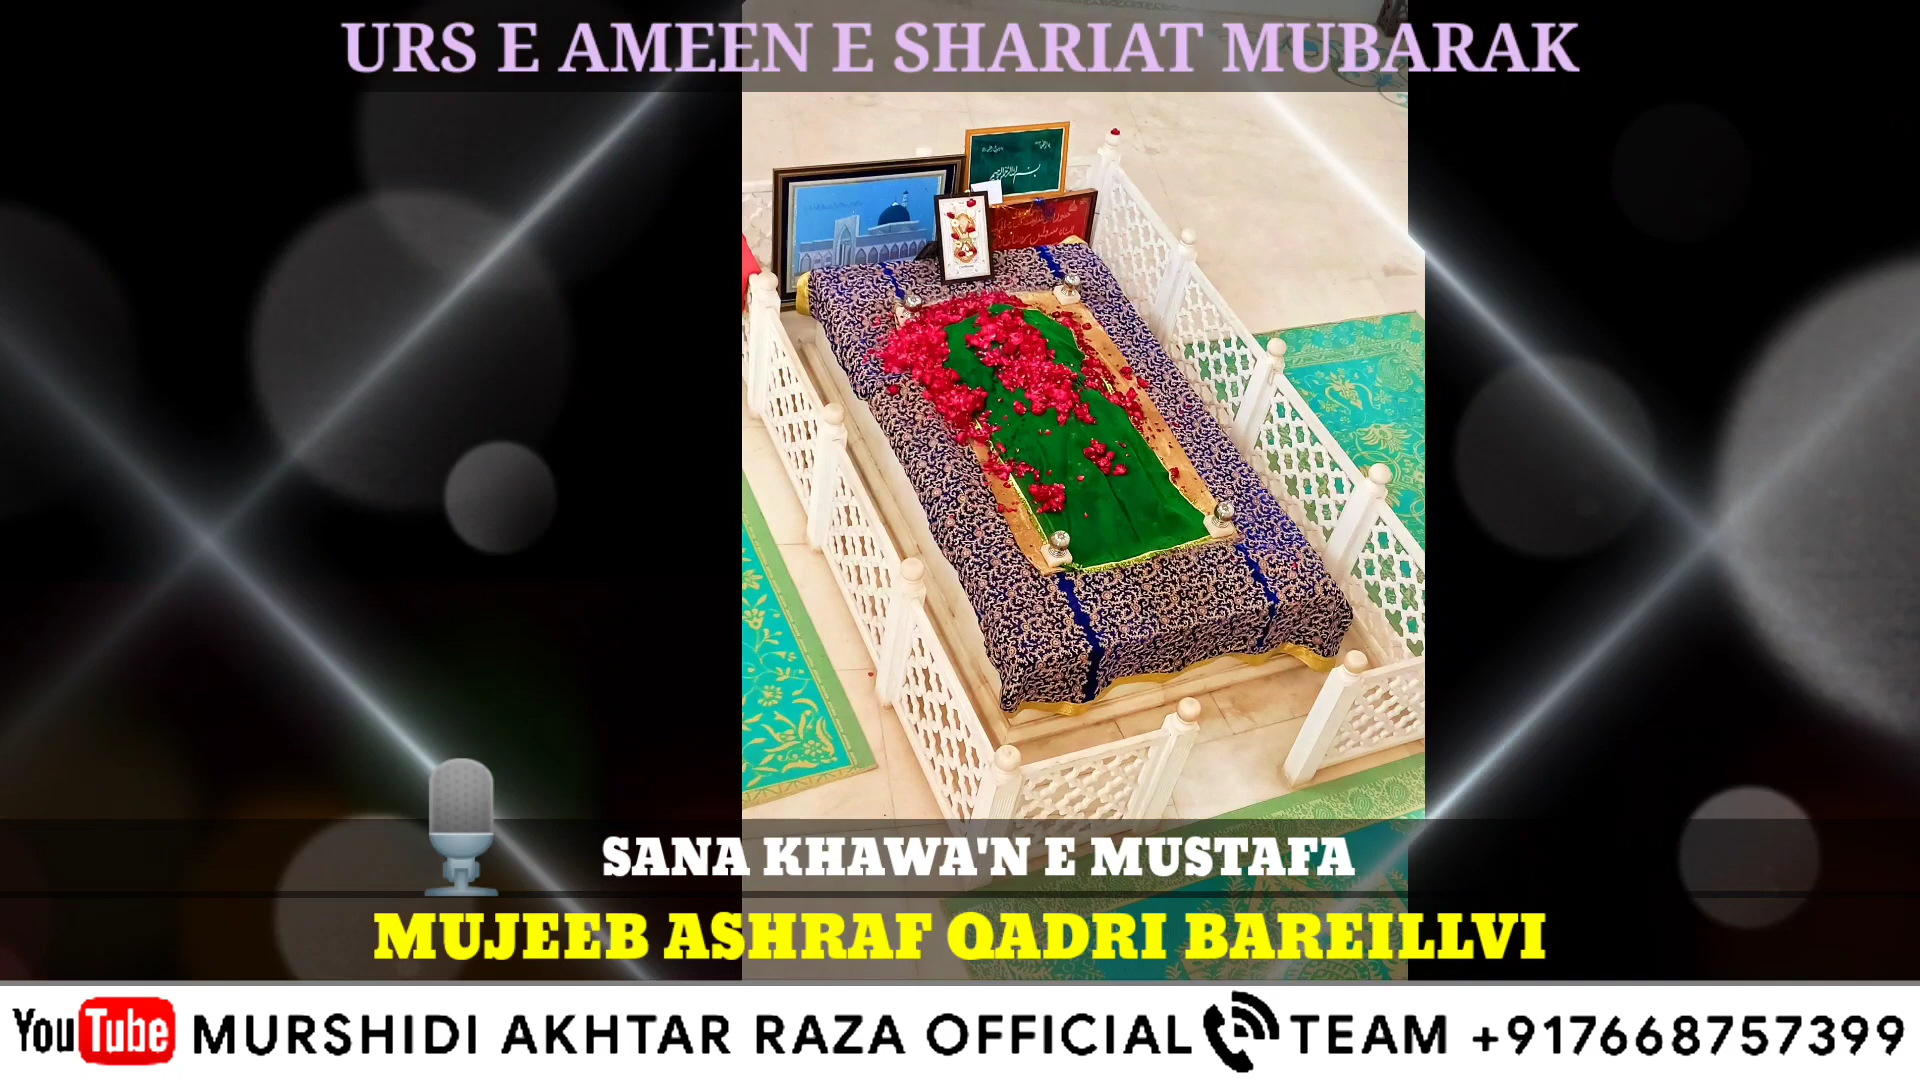 URS E AMEEN E SHARIAT MUBARAK
SANA KHAWA'N E MUSTAFA
MUJEEB ASHRAF QADRI BAREILLVI
YouTube MURSHIDI AKHTAR RAZA OFFICIAL TEAM +917668757399